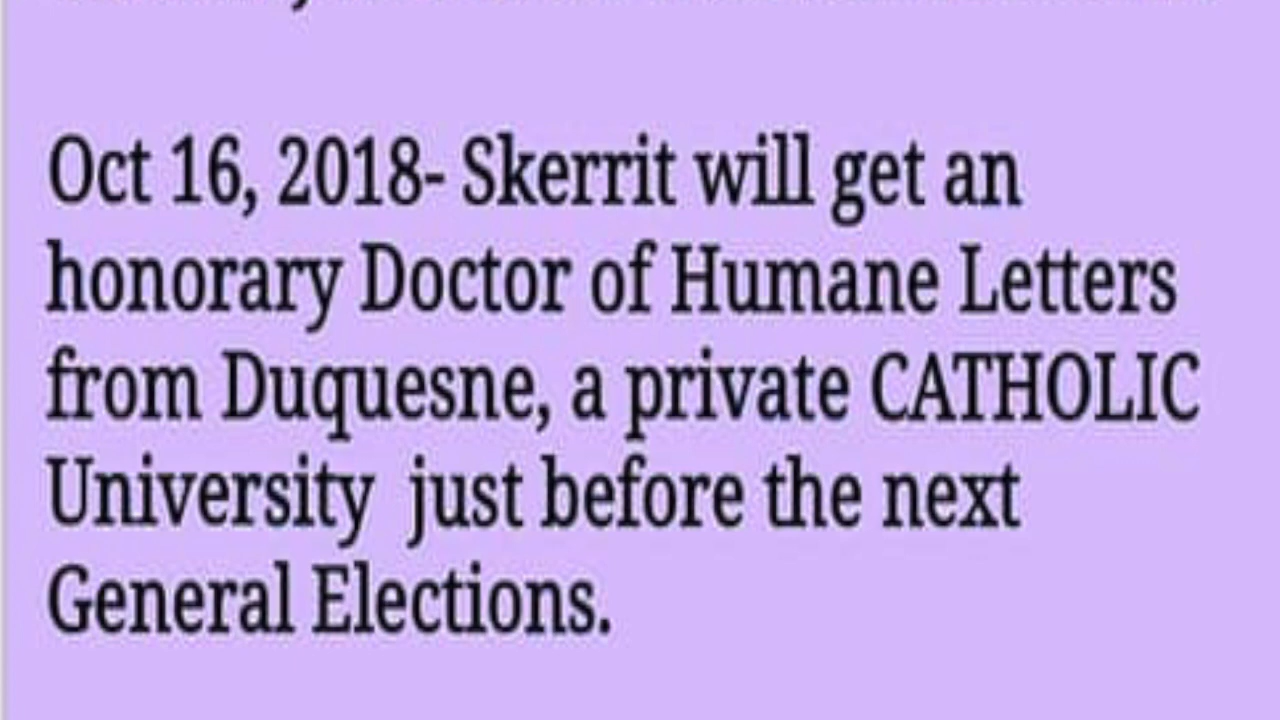 Oct 16, 2018- Skerrit will get an
honorary Doctor of Humane Letters
from Duquesne, a private CATHOLIC
University  just before the next
General Elections.